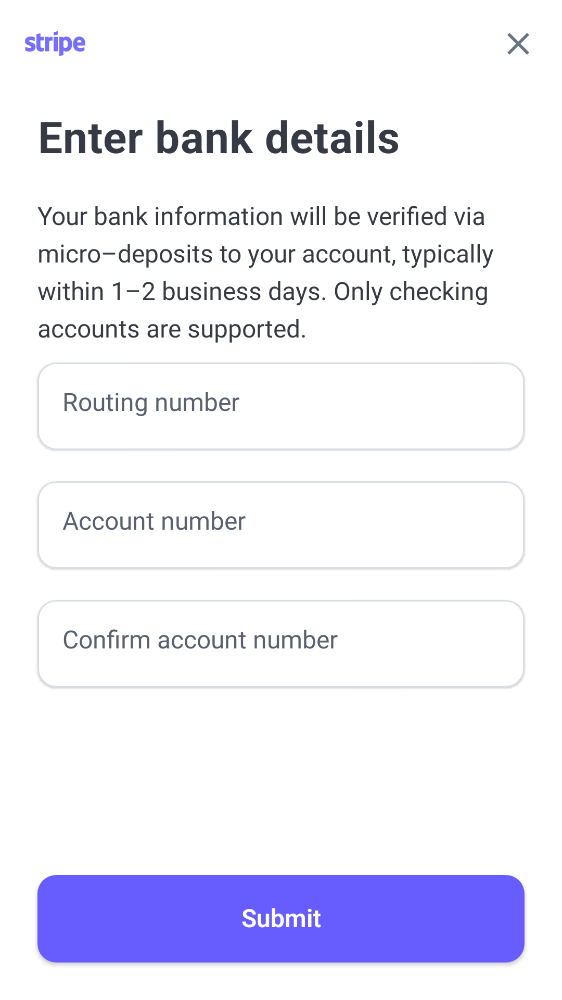 stripe
Enter bank details
Your bank information will be verified via
micro–deposits to your account, typically
within 1–2 business days. Only checking
accounts are supported.
Routing number
Account number
Confirm account number
Submit